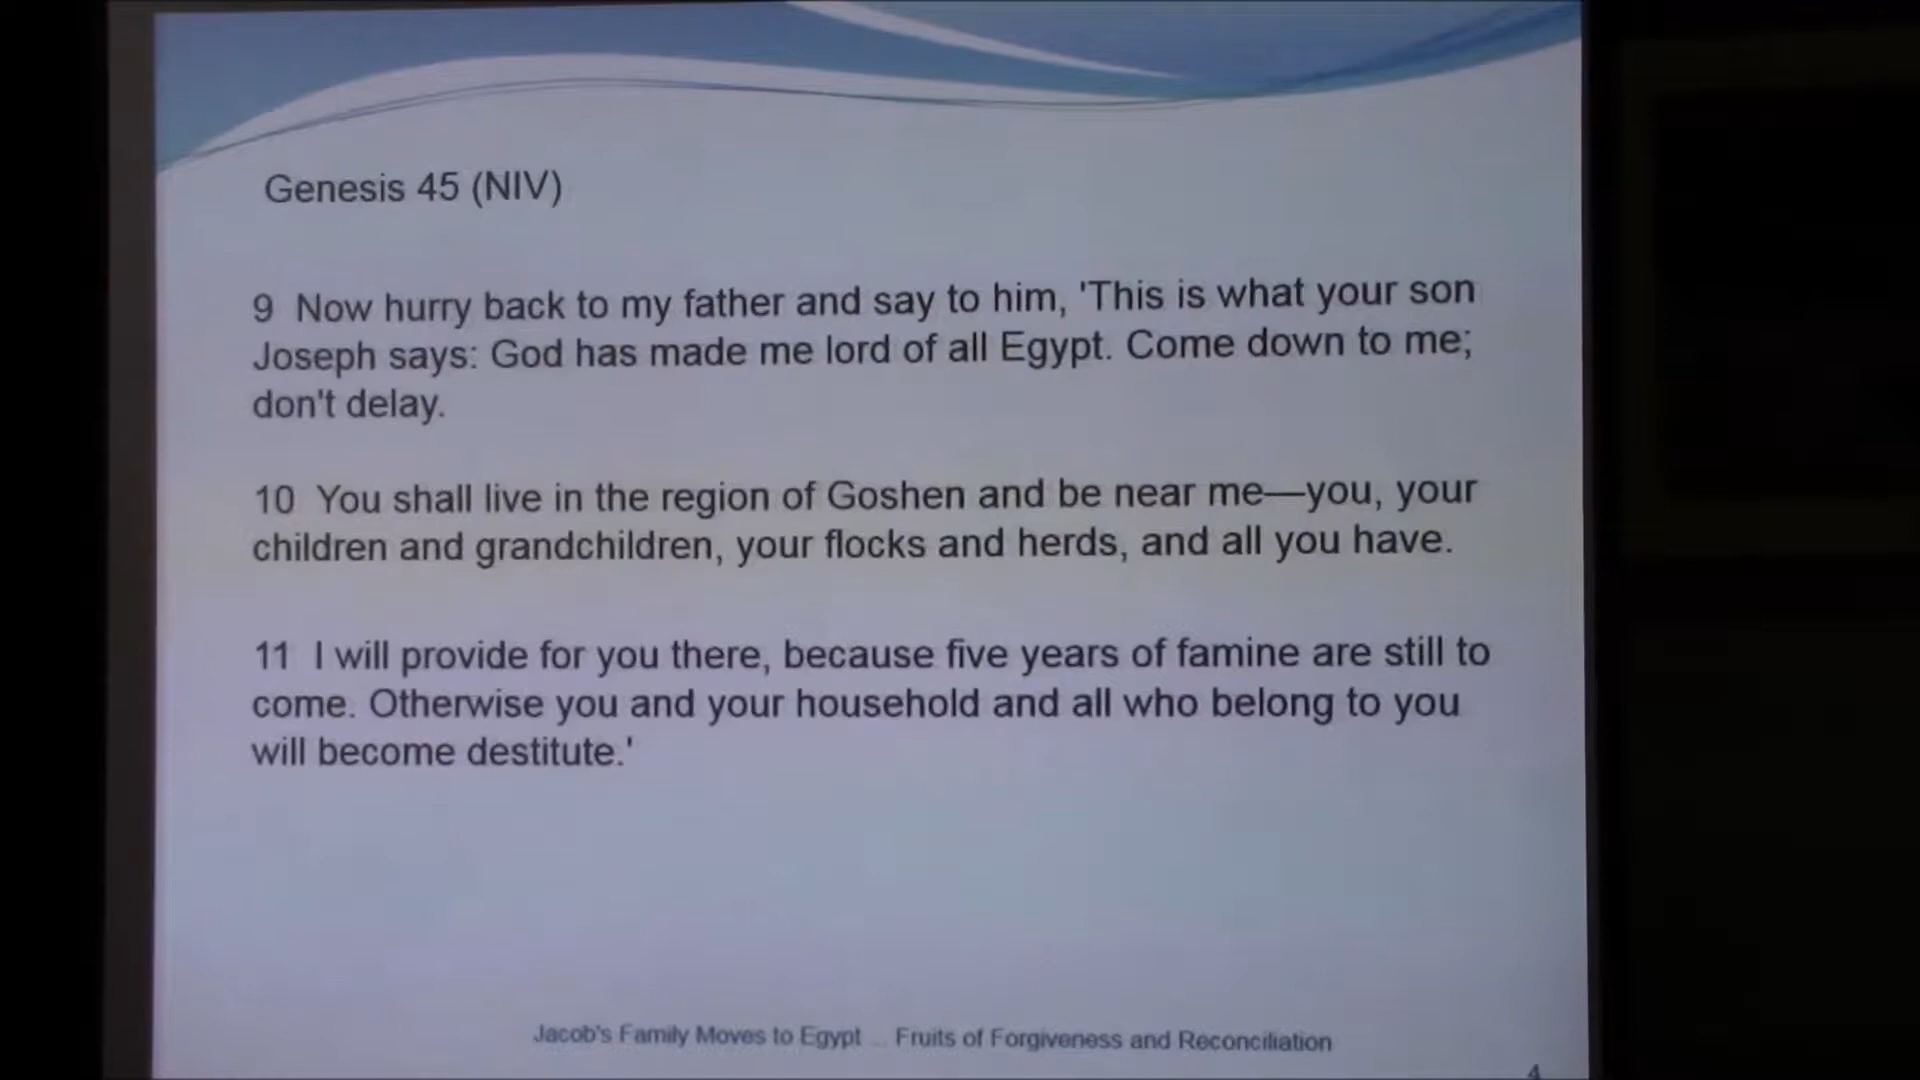 Genesis 45 (NIV)
9 Now hurry back to my father and say to him, 'This is what your son
Joseph says: God has made me lord of all Egypt. Come down to me;
don't delay.
10 You shall live in the region of Goshen and be near me—you, your
children and grandchildren, your flocks and herds, and all you have.
11 I will provide for you there, because five years of famine are still to
come. Otherwise you and your household and all who belong to you
will become destitute.'
Jacob's Family Moves to Egypt ... Fruits of Forgiveness and Reconciliation
4